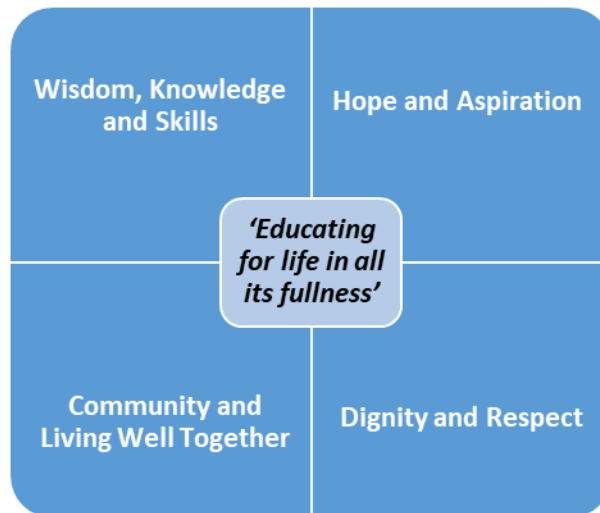 Wisdom, Knowledge
and Skills
Hope and Aspiration
‘Educating
for life in all
its fullness’
Community and
Living Well Together
Dignity and Respect